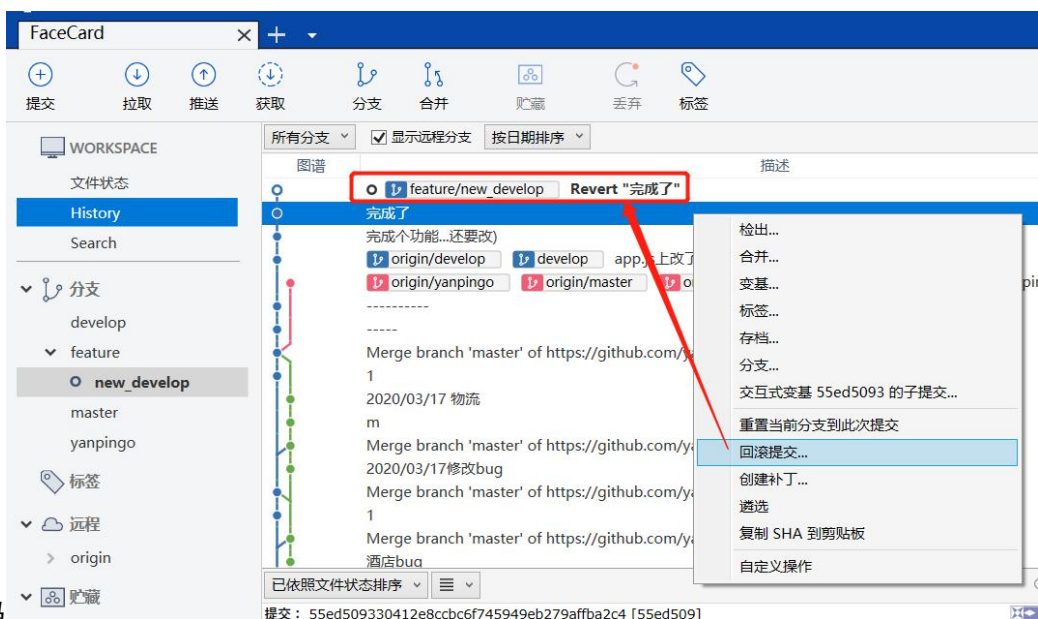 FaceCard
提交 拉取 推送 获取 分支 合并 贮藏 丢弃 标签
WORKSPACE
文件状态
History
Search
分支
develop
feature
new_develop
master
yanpingo
标签
远程
origin
贮藏
所有分支 显示远程分支 按日期排序
图谱 描述
feature/new_develop Revert "完成了"
完成了
完成个功能...还要改)
origin/develop develop app.js上改了
origin/yanpingo origin/master
----------
-----
Merge branch 'master' of https://github.com/ya
1
2020/03/17 物流
m
Merge branch 'master' of https://github.com/ya
2020/03/17修改bug
Merge branch 'master' of https://github.com/ya
1
Merge branch 'master' of https://github.com/ya
酒店bug
检出...
合并...
变基...
标签...
存档...
分支...
交互式变基 55ed5093 的子提交...
重置当前分支到此次提交
回滚提交...
创建补丁...
遴选
复制 SHA 到剪贴板
自定义操作
已依照文件状态排序
提交： 55ed509330412e8ccbc6f745949eb279affba2c4 [55ed509]